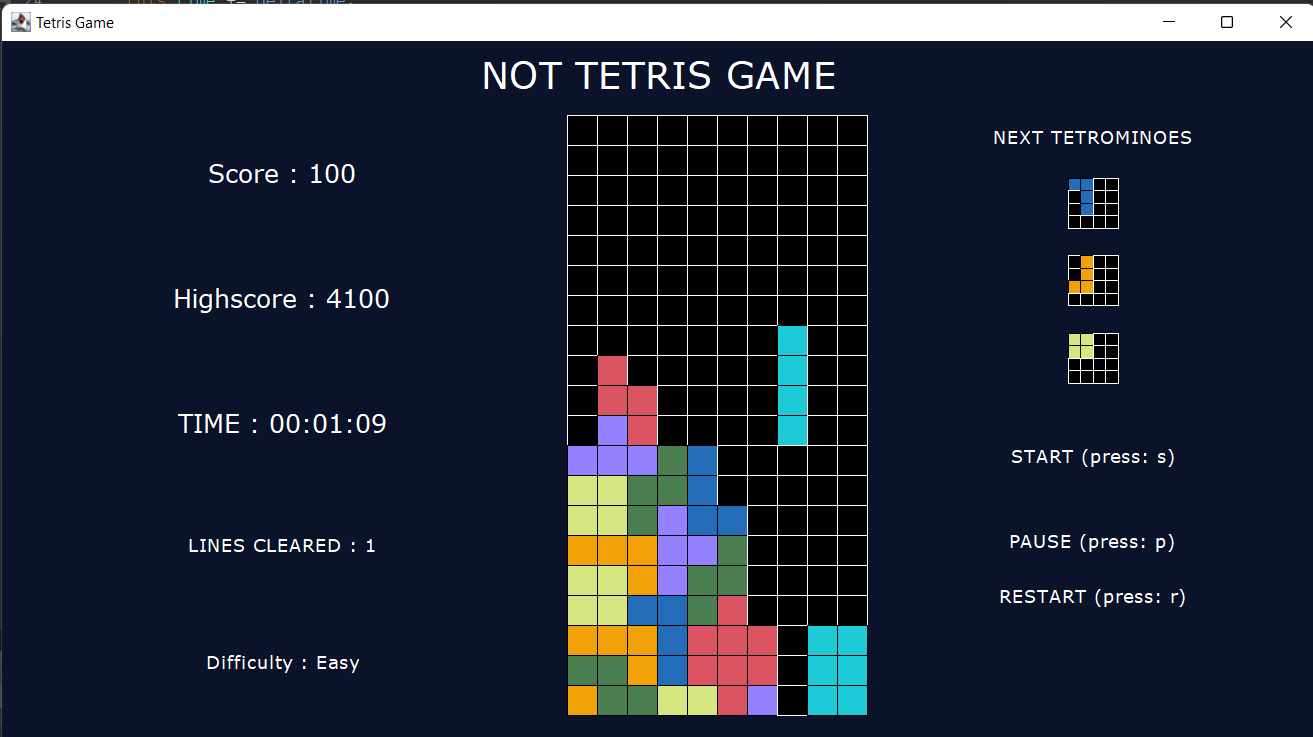 Tetris Game
NOT TETRIS GAME
Score : 100
Highscore : 4100
TIME : 00:01:09
LINES CLEARED : 1
Difficulty : Easy
NEXT TETROMINOES
START (press: s)
PAUSE (press: p)
RESTART (press: r)